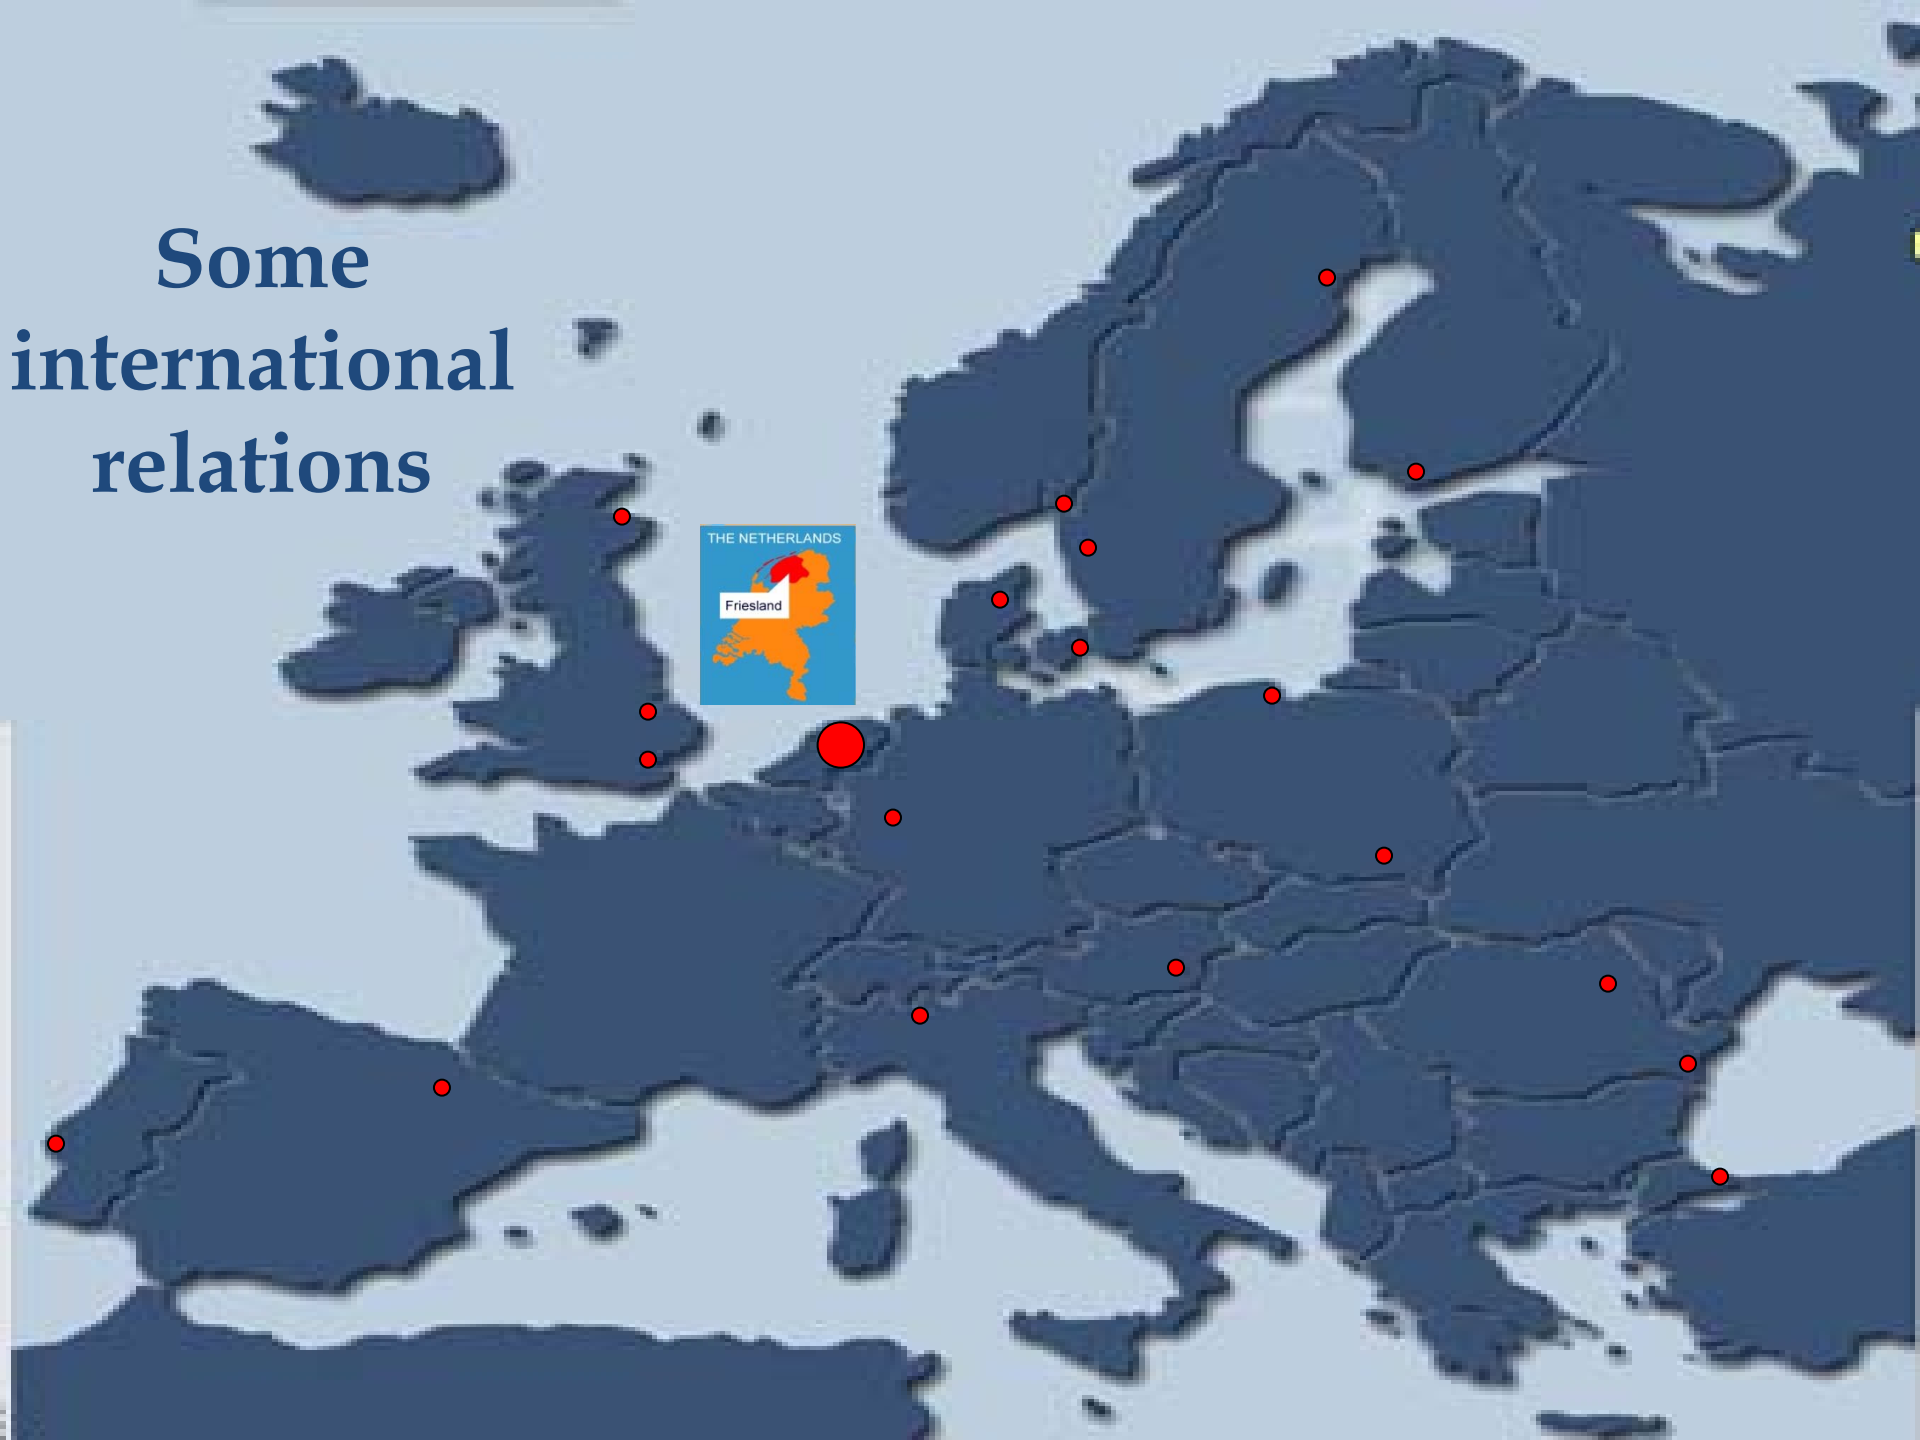 Some
international
relations
THE NETHERLANDS
Friesland